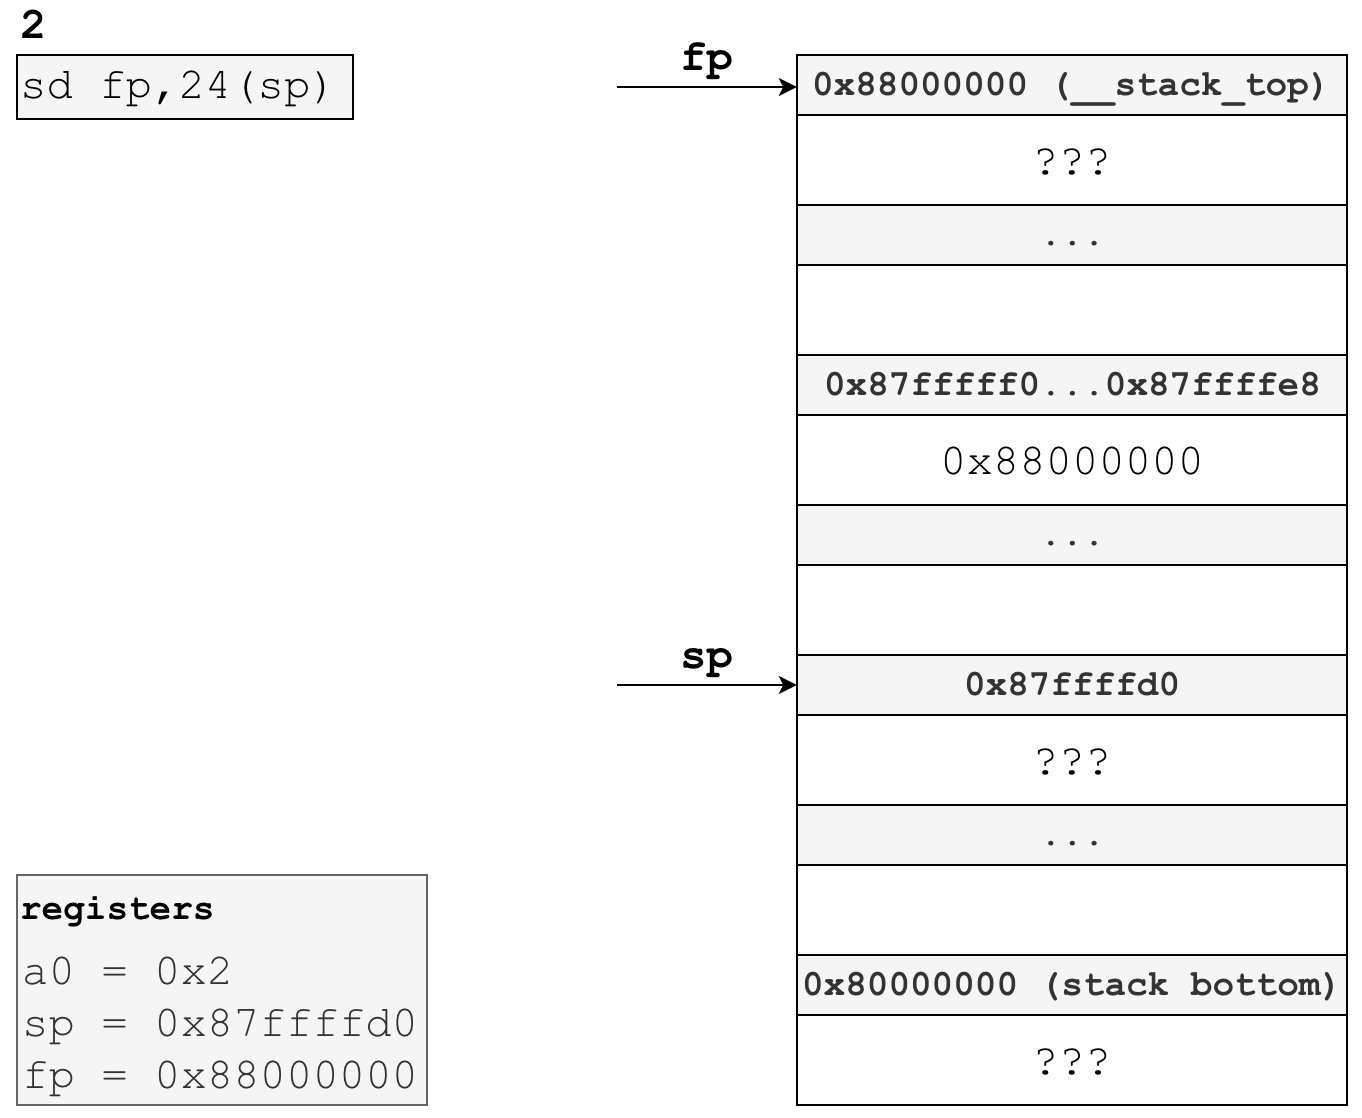 2
sd fp,24(sp)
fp
0x88000000 (__stack_top)
???
...
0x87fffff0...0x87ffffe8
0x88000000
...
sp
0x87ffffd0
???
...
registers
a0 = 0x2
sp = 0x87ffffd0
fp = 0x88000000
0x80000000 (stack bottom)
???